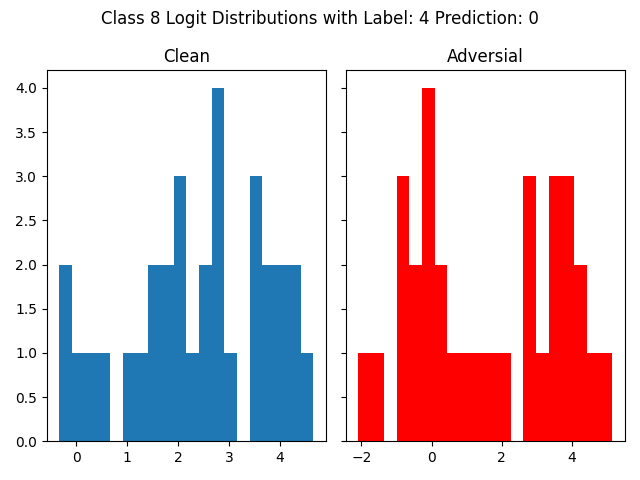 Class 8 Logit Distributions with Label: 4 Prediction: 0
Clean
Adversial
4.0
3.5
3.0
2.5
2.0
1.5
1.0
0.5
0.0
0 1 2 3 4
−2 0 2 4